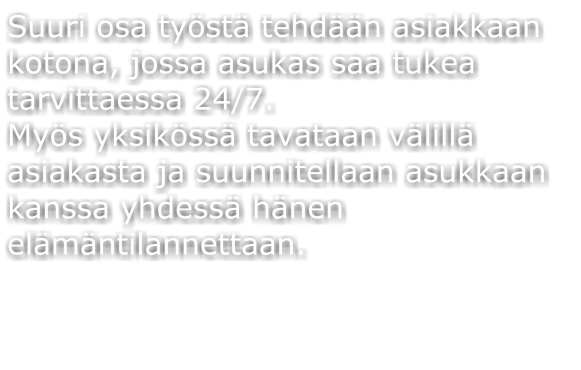 Suuri osa työstä tehdään asiakkaan
kotona, jossa asukas saa tukea
tarvittaessa 24/7.
Myös yksikössä tavataan välillä
asiakasta ja suunnitellaan asukkaan
kanssa yhdessä hänen
elämäntilannettaan.